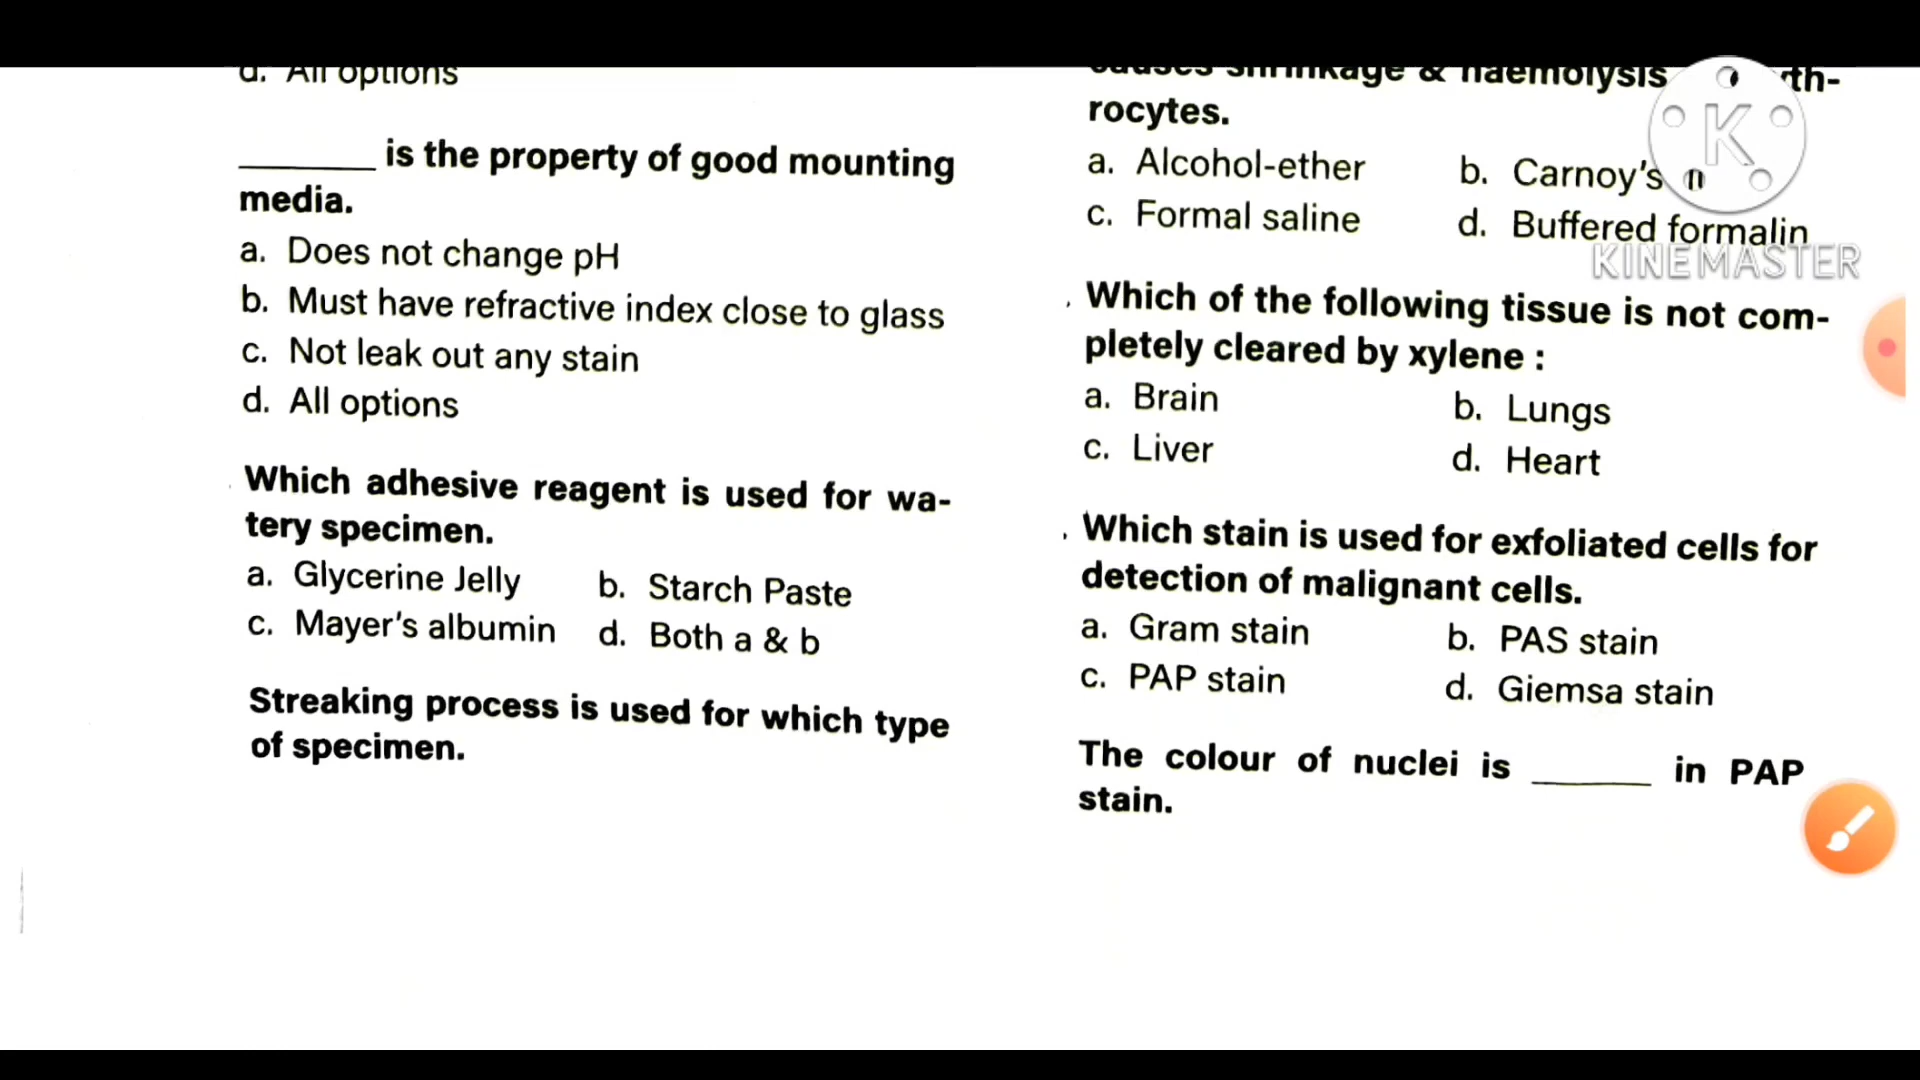 d. All options
_______ is the property of good mounting
media.
a. Does not change pH
b. Must have refractive index close to glass
c. Not leak out any stain
d. All options
Which adhesive reagent is used for wa-
tery specimen.
a. Glycerine Jelly b. Starch Paste
c. Mayer's albumin d. Both a & b
Streaking process is used for which type
of specimen.
causes shrinkage & haemolysis th-
rocytes.
a. Alcohol-ether b. Carnoy's
c. Formal saline d. Buffered formalin
Which of the following tissue is not com-
pletely cleared by xylene :
a. Brain b. Lungs
c. Liver d. Heart
Which stain is used for exfoliated cells for
detection of malignant cells.
a. Gram stain b. PAS stain
c. PAP stain d. Giemsa stain
The colour of nuclei is ______ in PAP
stain.
K
KINEMASTER